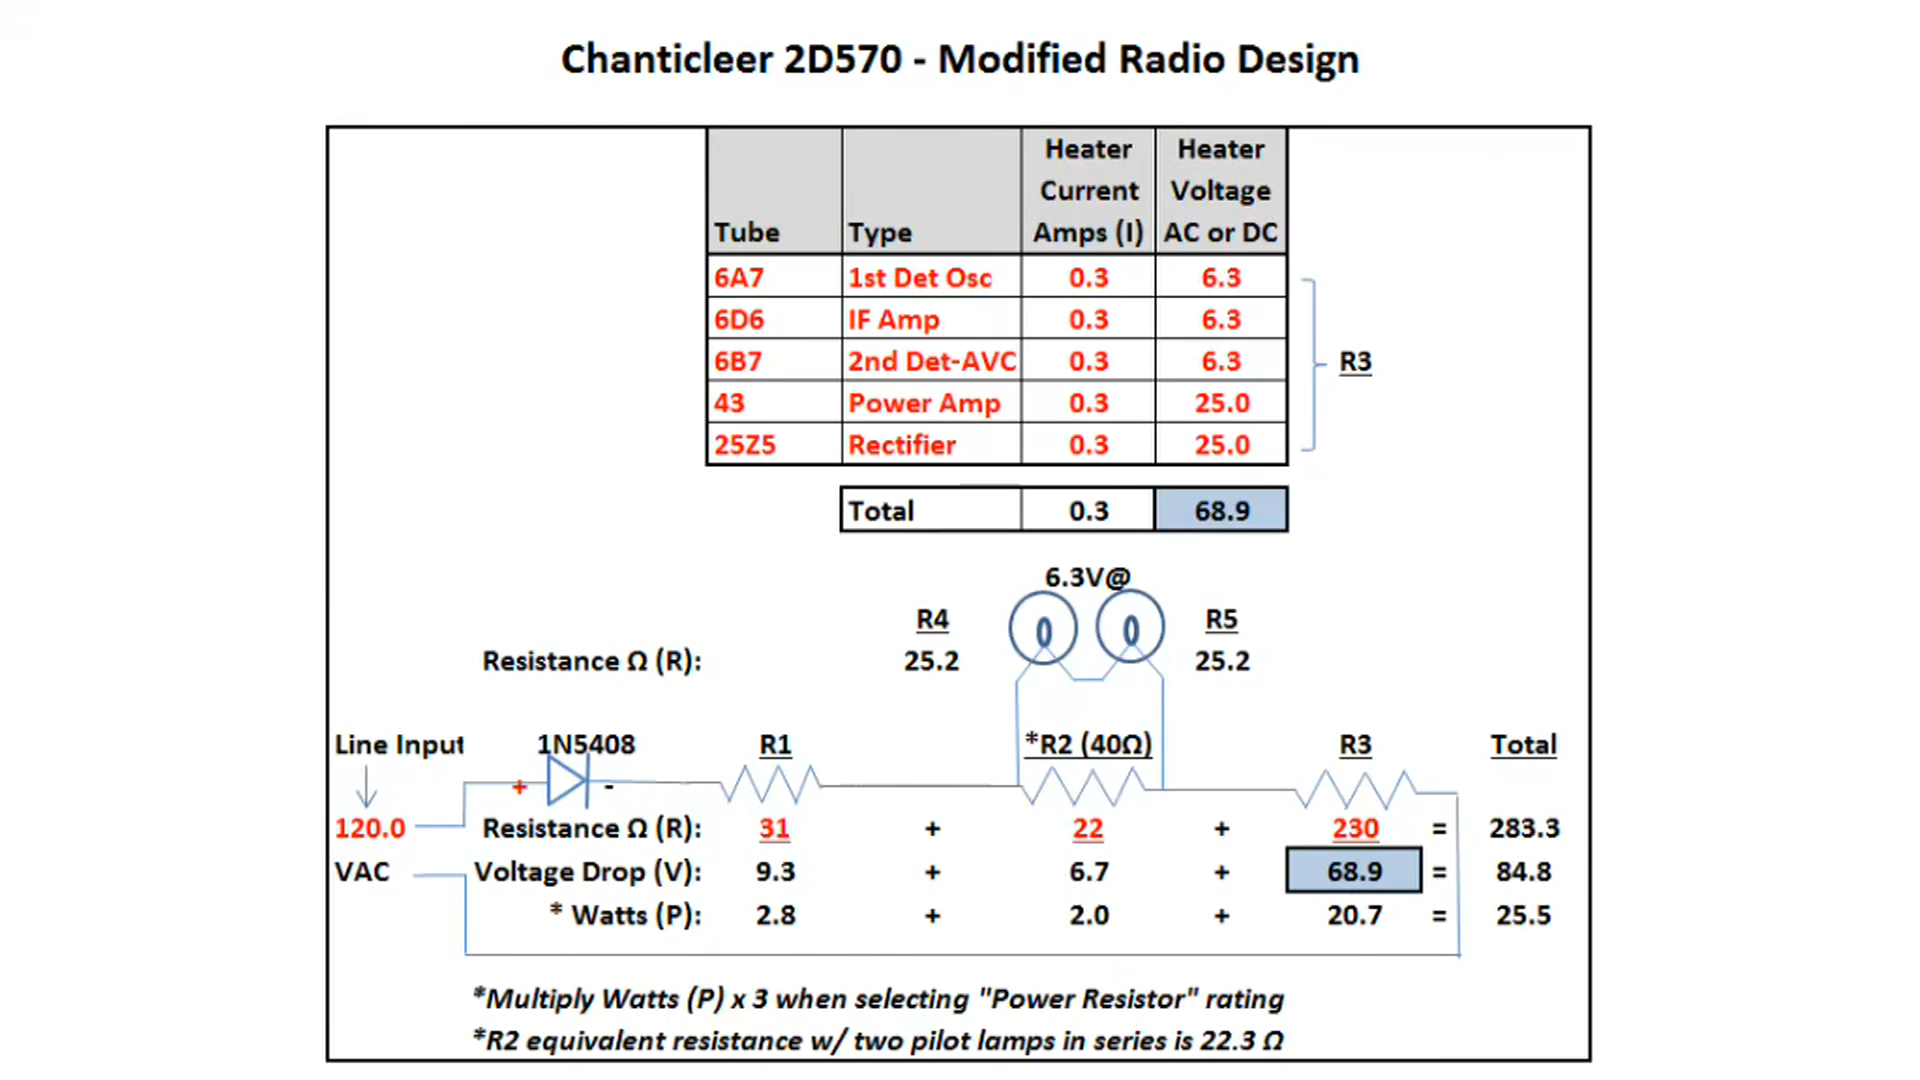 Chanticleer 2D570 - Modified Radio Design
Tube Type Heater Current Amps (I) Heater Voltage AC or DC
6A7 1st Det Osc 0.3 6.3
6D6 IF Amp 0.3 6.3
6B7 2nd Det-AVC 0.3 6.3 R3
43 Power Amp 0.3 25.0
25Z5 Rectifier 0.3 25.0
Total 0.3 68.9
6.3V@
R4 R5
Resistance Ω (R): 25.2 25.2
Line Input 1N5408 R1 *R2 (40Ω) R3 Total
+ -
120.0 Resistance Ω (R): 31 + 22 + 230 = 283.3
VAC Voltage Drop (V): 9.3 + 6.7 + 68.9 = 84.8
* Watts (P): 2.8 + 2.0 + 20.7 = 25.5
*Multiply Watts (P) x 3 when selecting "Power Resistor" rating
*R2 equivalent resistance w/ two pilot lamps in series is 22.3 Ω